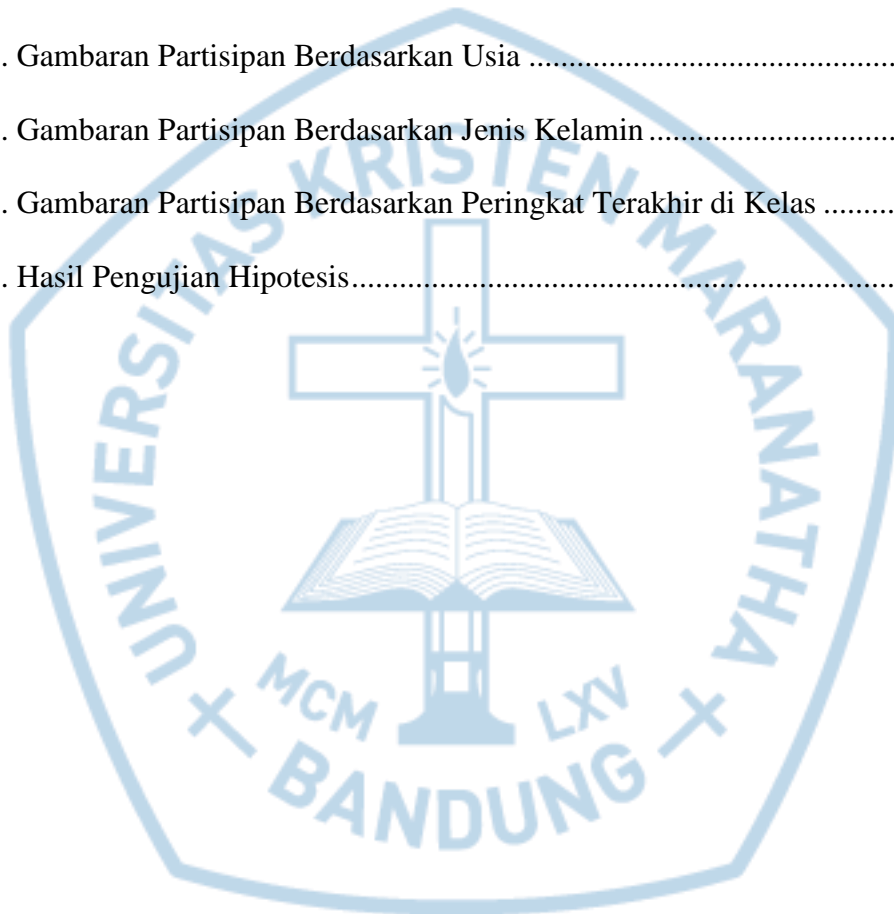 . Gambaran Partisipan Berdasarkan Usia ............................................
. Gambaran Partisipan Berdasarkan Jenis Kelamin ..............................
. Gambaran Partisipan Berdasarkan Peringkat Terakhir di Kelas .........
. Hasil Pengujian Hipotesis.................................................................
UNIVERSITAS KRISTEN MARANATHA
MCM LXV
BANDUNG